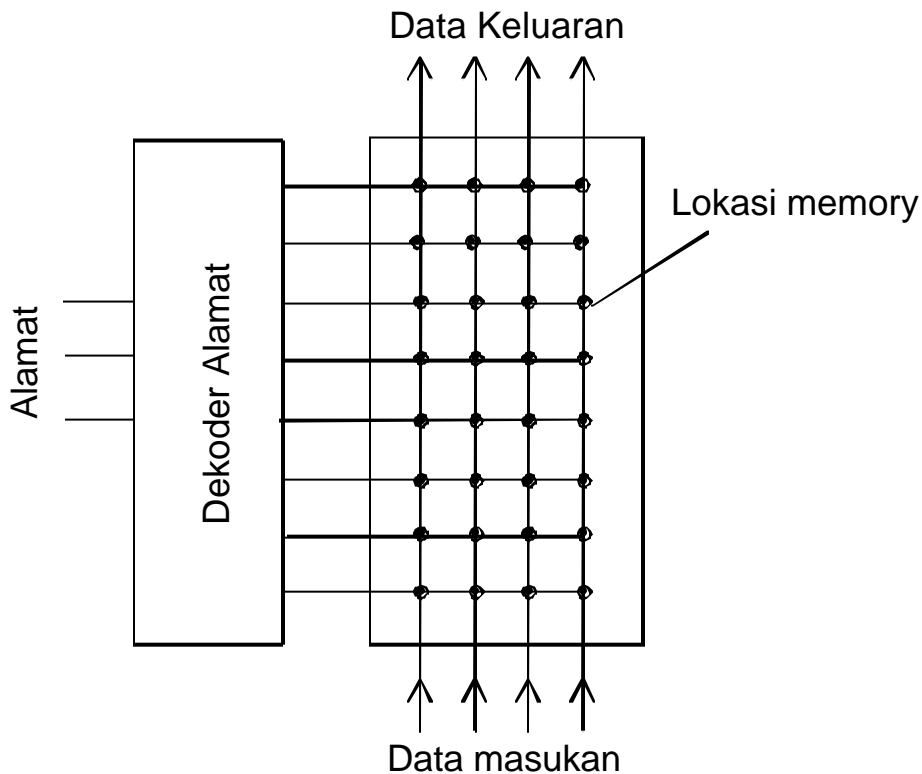 Data Keluaran
Lokasi memory
Alamat
Dekoder Alamat
Data masukan